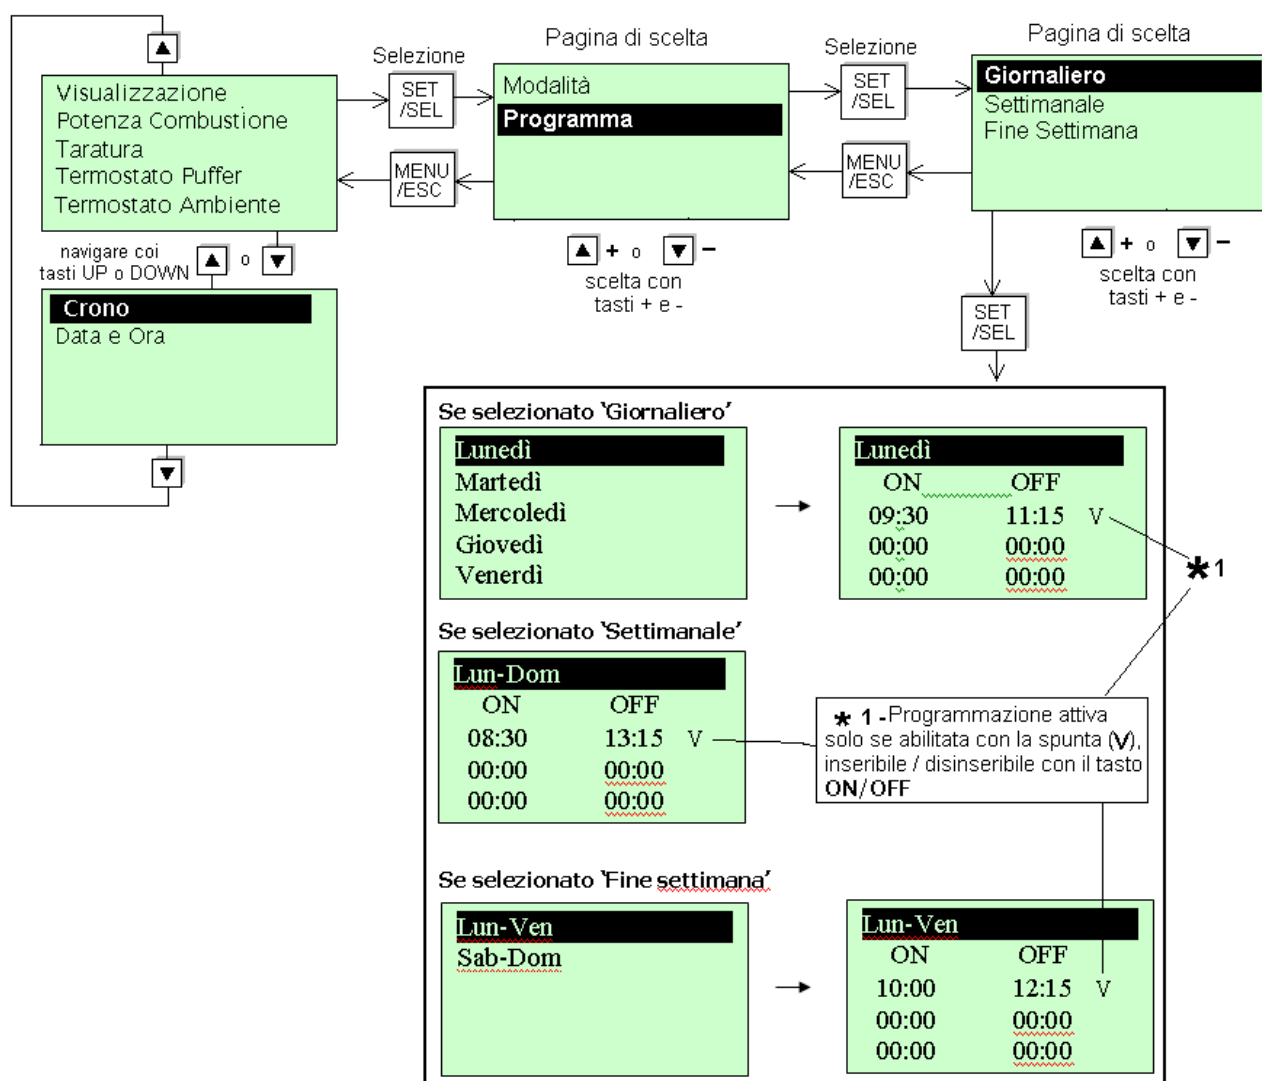 Selezione
Pagina di scelta
Selezione
Pagina di scelta
Visualizzazione
Potenza Combustione
Taratura
Termostato Puffer
Termostato Ambiente
SET
/SEL
MENU
/ESC
Modalità
Programma
SET
/SEL
MENU
/ESC
Giornaliero
Settimanale
Fine Settimana
navigare coi
tasti UP o DOWN ▲ o ▼
▲ + o ▼ -
scelta con
tasti + e -
▲ + o ▼ -
scelta con
tasti + e -
Crono
Data e Ora
SET
/SEL
Se selezionato ‘Giornaliero’
Lunedì
Martedì
Mercoledì
Giovedì
Venerdì
Lunedì
ON OFF
09:30 11:15 V
00:00 00:00
00:00 00:00
* 1
Se selezionato ‘Settimanale’
Lun-Dom
ON OFF
08:30 13:15 V
00:00 00:00
00:00 00:00
* 1 - Programmazione attiva
solo se abilitata con la spunta (V),
inseribile / disinseribile con il tasto
ON/OFF
Se selezionato ‘Fine settimana’
Lun-Ven
Sab-Dom
Lun-Ven
ON OFF
10:00 12:15 V
00:00 00:00
00:00 00:00